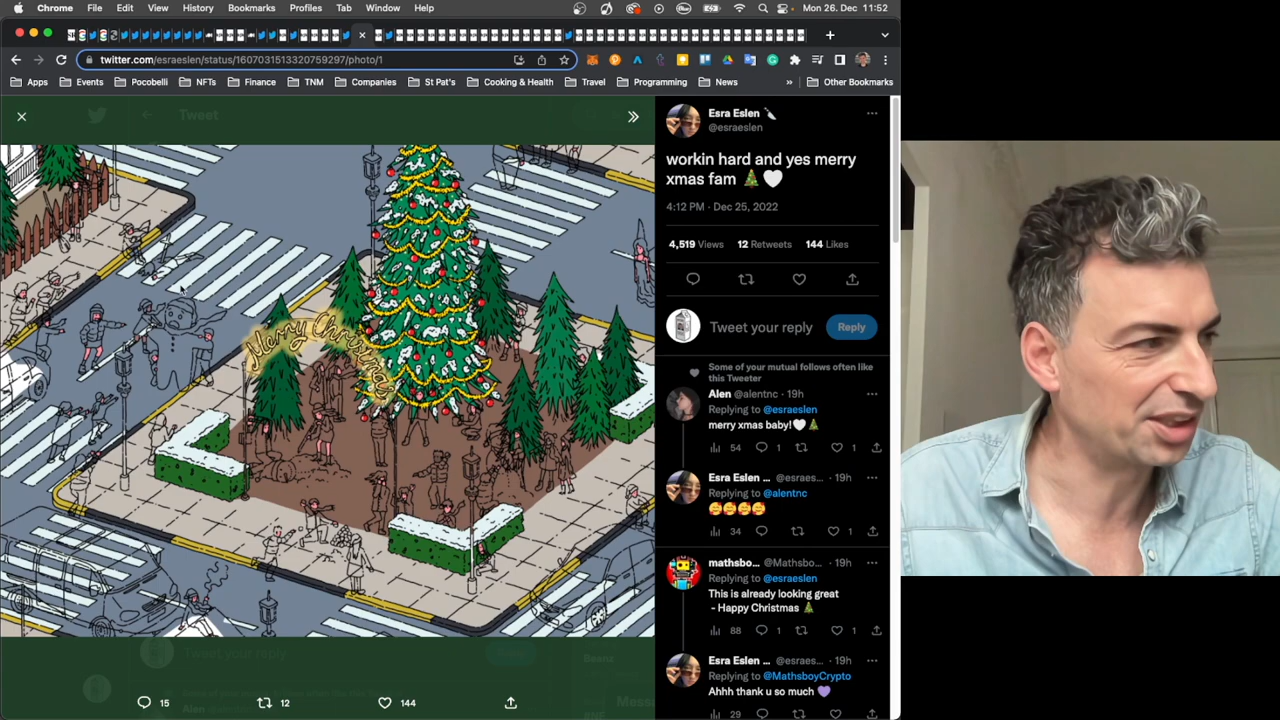 Chrome File Edit View History Bookmarks Profiles Tab Window Help Mon 26. Dec 11:52
twitter.com/esraeslen/status/1607031513320759297/photo/1
Apps Events Pocobelli NFTs Finance TNM Companies St Pat's Cooking & Health Travel Programming News » Other Bookmarks
Tweet
Merry Christmas
Esra Eslen
@esraeslen
workin hard and yes merry
xmas fam 🎄🤍
4:12 PM · Dec 25, 2022
4,519 Views 12 Retweets 144 Likes
Tweet your reply Reply
Some of your mutual follows often like
this Tweeter
Alen @alentnc · 19h
Replying to @esraeslen
merry xmas baby!🤍🎄
54 1 1
Esra Eslen ... @esraes... · 19h
Replying to @alentnc
🥰🥰🥰🥰
34 1
mathsbo... @Mathsbo... · 19h
Replying to @esraeslen
This is already looking great
- Happy Christmas 🎄
88 1 1
Esra Eslen ... @esraes... · 19h
Replying to @MathsboyCrypto
Ahhh thank u so much 💜
29
Tweet your reply
15 12 144